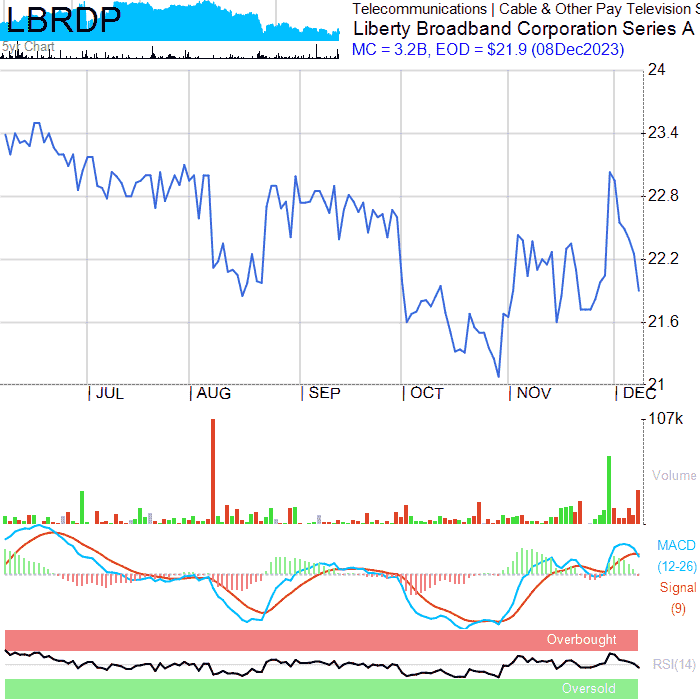 LBRDP
5yr Chart
Telecommunications | Cable & Other Pay Television S
Liberty Broadband Corporation Series A
MC = 3.2B, EOD = $21.9 (08Dec2023)
24
23.4
22.8
22.2
21.6
21
JUL
AUG
SEP
OCT
NOV
DEC
107k
Volume
MACD
(12-26)
Signal
(9)
Overbought
RSI(14)
Oversold